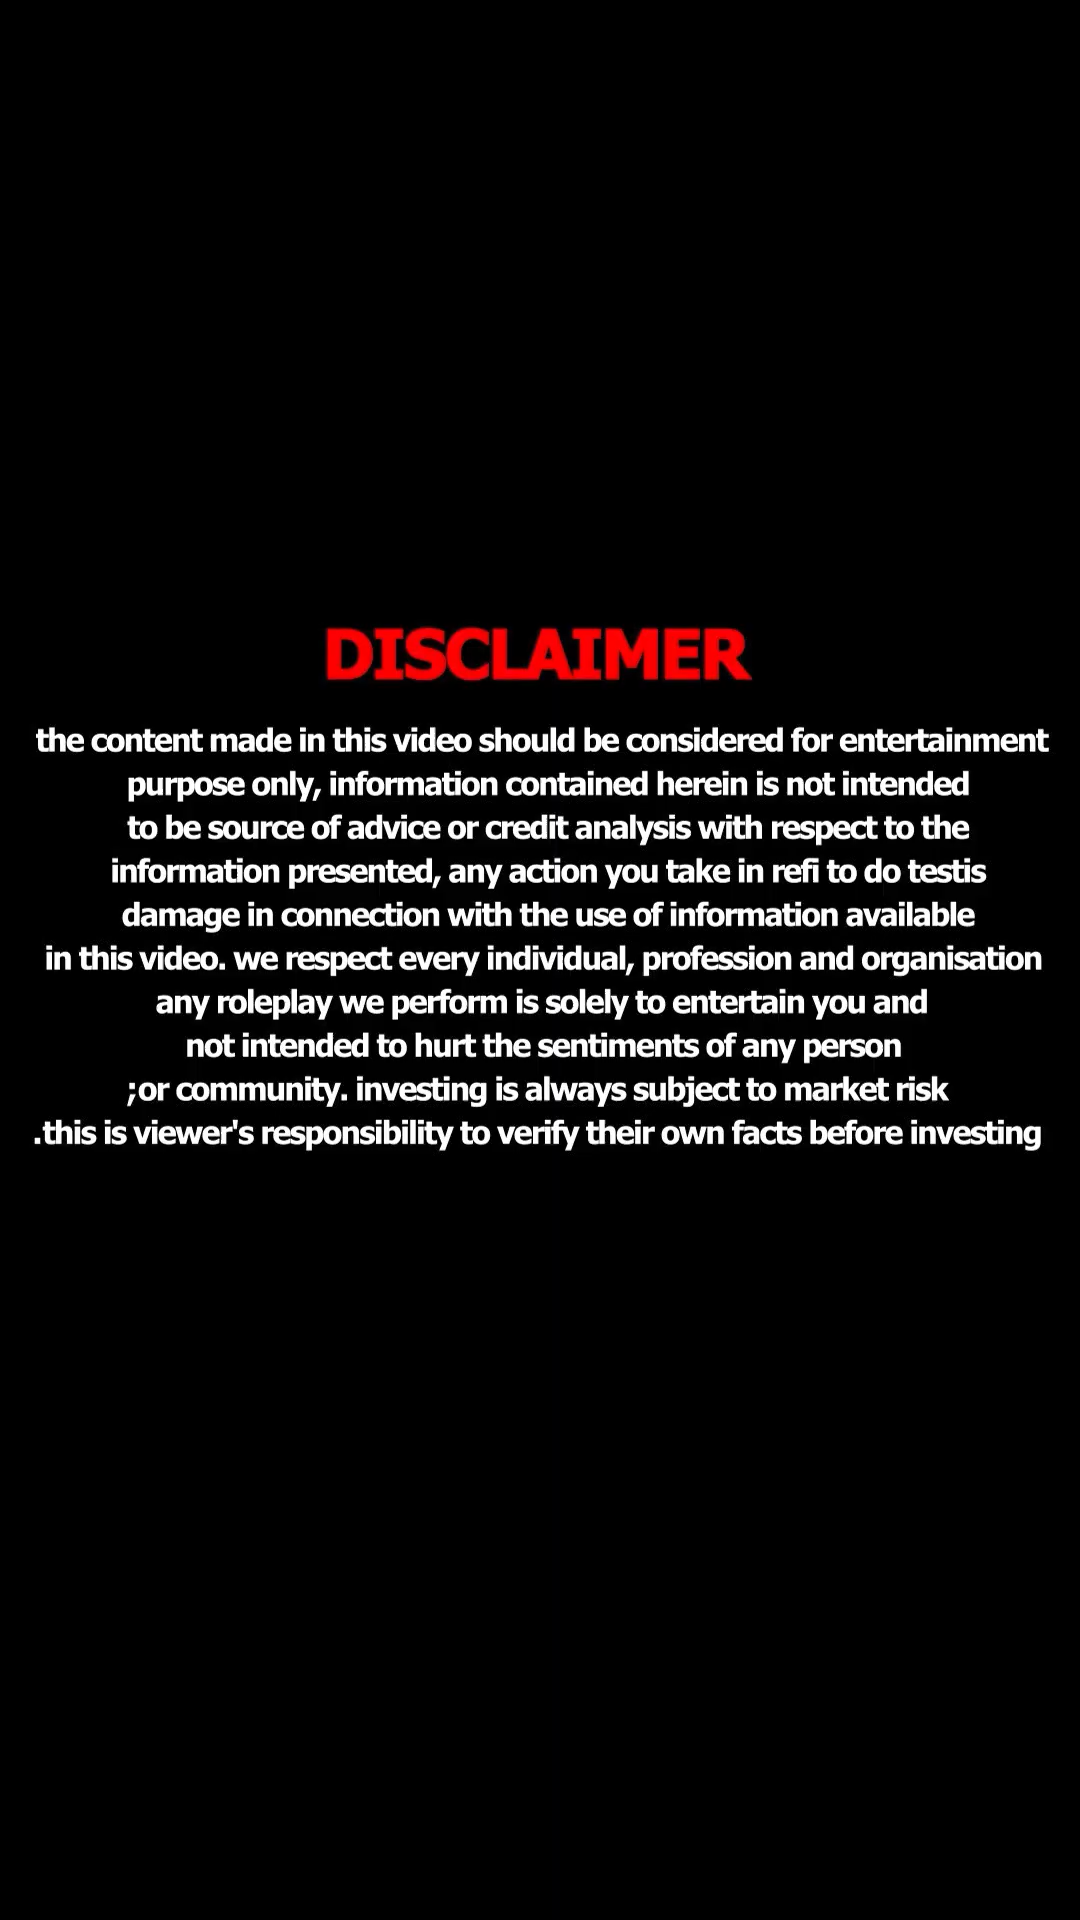 DISCLAIMER
the content made in this video should be considered for entertainment
purpose only, information contained herein is not intended
to be source of advice or credit analysis with respect to the
information presented, any action you take in refi to do testis
damage in connection with the use of information available
in this video. we respect every individual, profession and organisation
any roleplay we perform is solely to entertain you and
not intended to hurt the sentiments of any person
;or community. investing is always subject to market risk
.this is viewer's responsibility to verify their own facts before investing